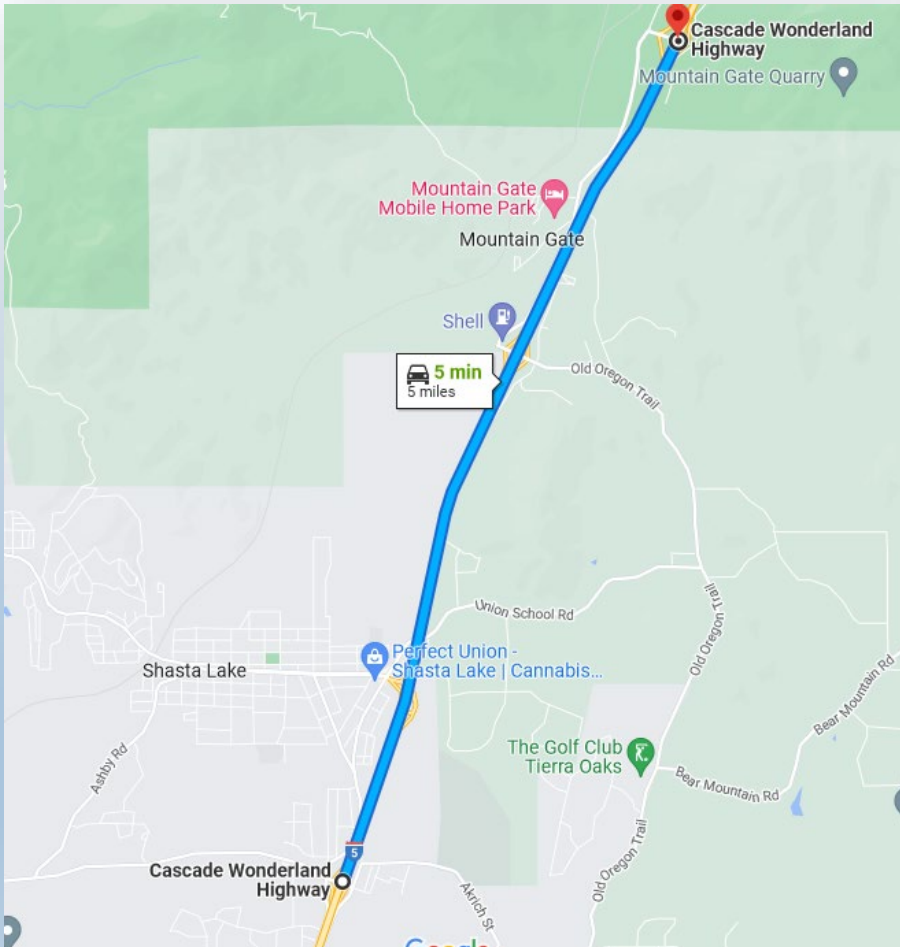 Cascade Wonderland
Highway
Mountain Gate Quarry
Mountain Gate
Mobile Home Park
Mountain Gate
Shell
5 min
5 miles
Old Oregon Trail
Union School Rd
Old Oregon Trail
Perfect Union -
Shasta Lake | Cannabis...
Shasta Lake
Bear Mountain Rd
The Golf Club
Tierra Oaks
Ashby Rd
Bear Mountain Rd
Old Oregon Trail
5
Cascade Wonderland
Highway
Akrich St
Google